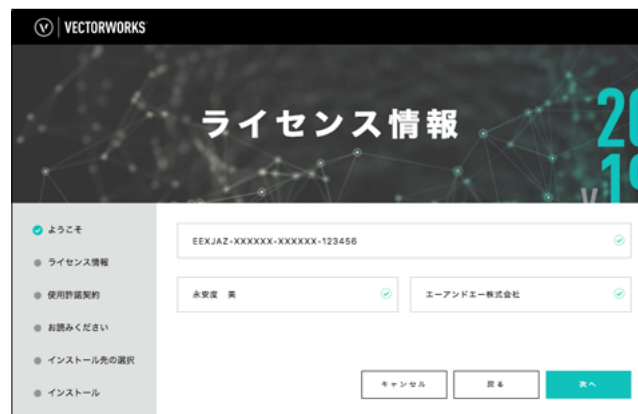 VECTORWORKS
ライセンス情報
ようこそ
ライセンス情報
使用許諾契約
お読みください
インストール先の選択
インストール
EEXJAZ-XXXXXX-XXXXXX-123456
永安度 英
エーアンドエー株式会社
キャンセル
戻る
次へ